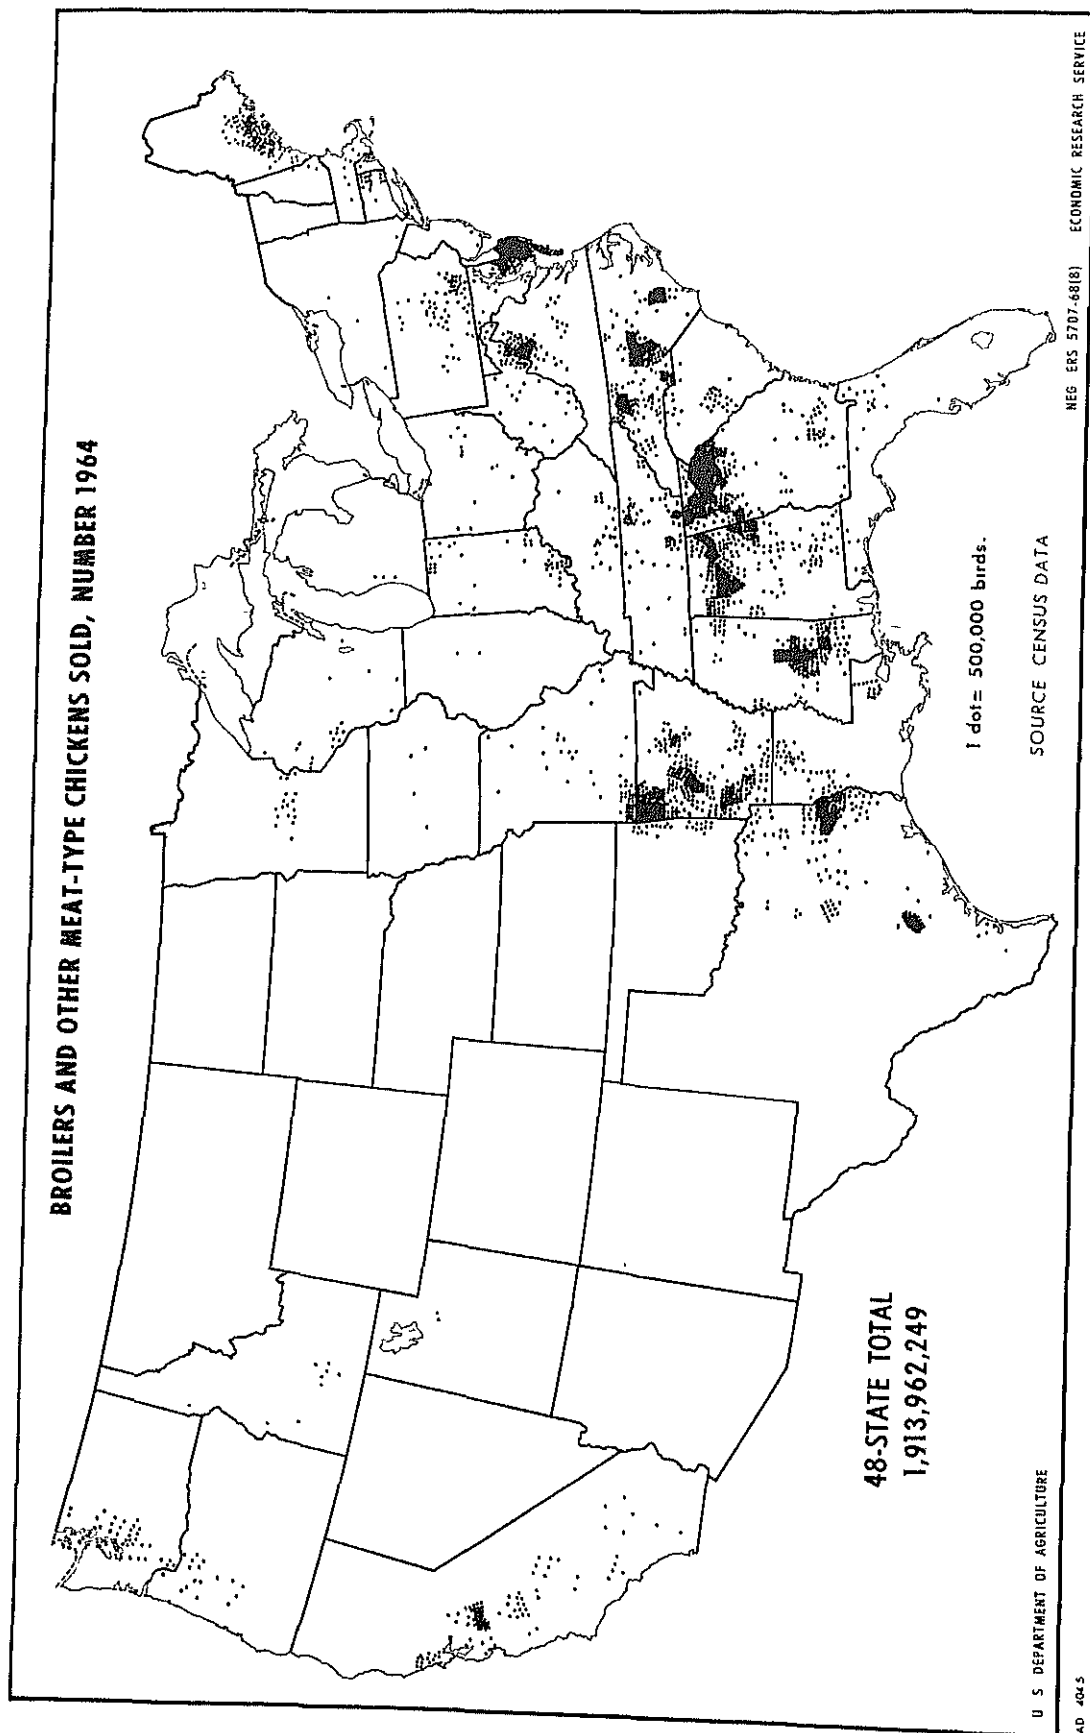 BROILERS AND OTHER MEAT-TYPE CHICKENS SOLD, NUMBER 1964
48-STATE TOTAL
1,913,962,249
1 dot = 500,000 birds.
SOURCE CENSUS DATA
U S DEPARTMENT OF AGRICULTURE
NEG ERS 5707-68(8) ECONOMIC RESEARCH SERVICE